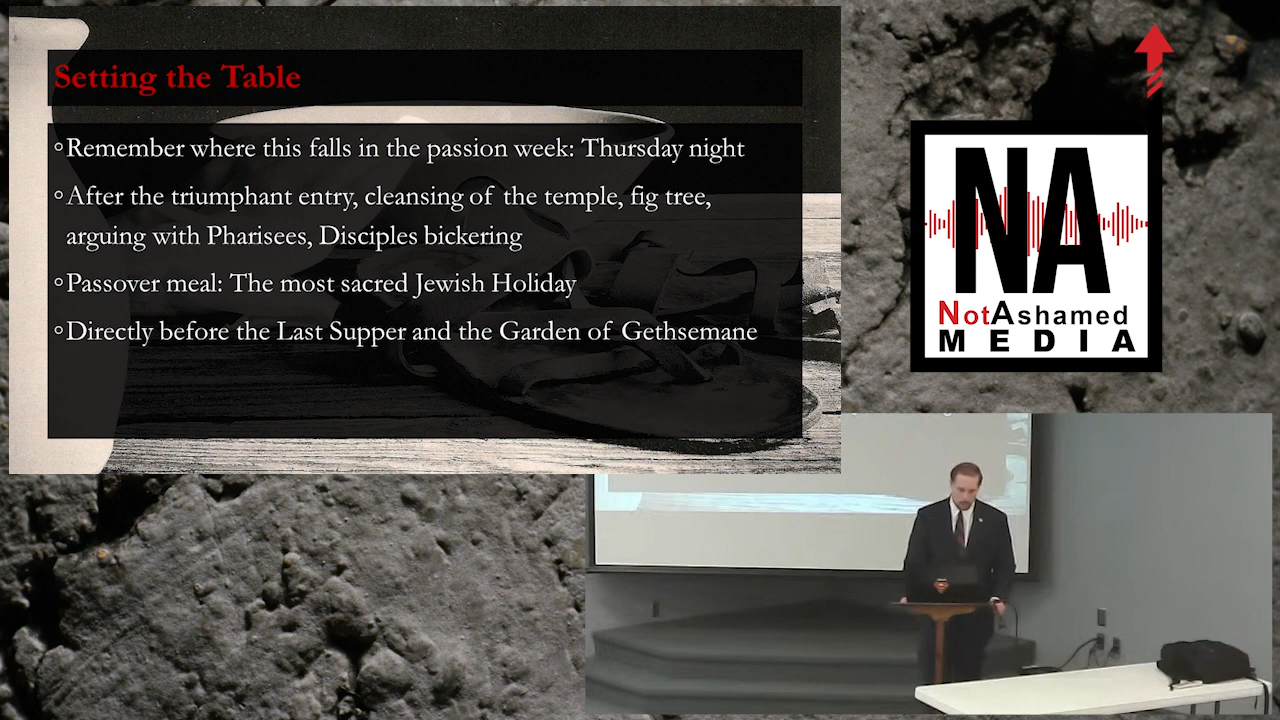 Setting the Table
Remember where this falls in the passion week: Thursday night
After the triumphant entry, cleansing of the temple, fig tree,
arguing with Pharisees, Disciples bickering
Passover meal: The most sacred Jewish Holiday
Directly before the Last Supper and the Garden of Gethsemane
NA
NotAshamed
MEDIA